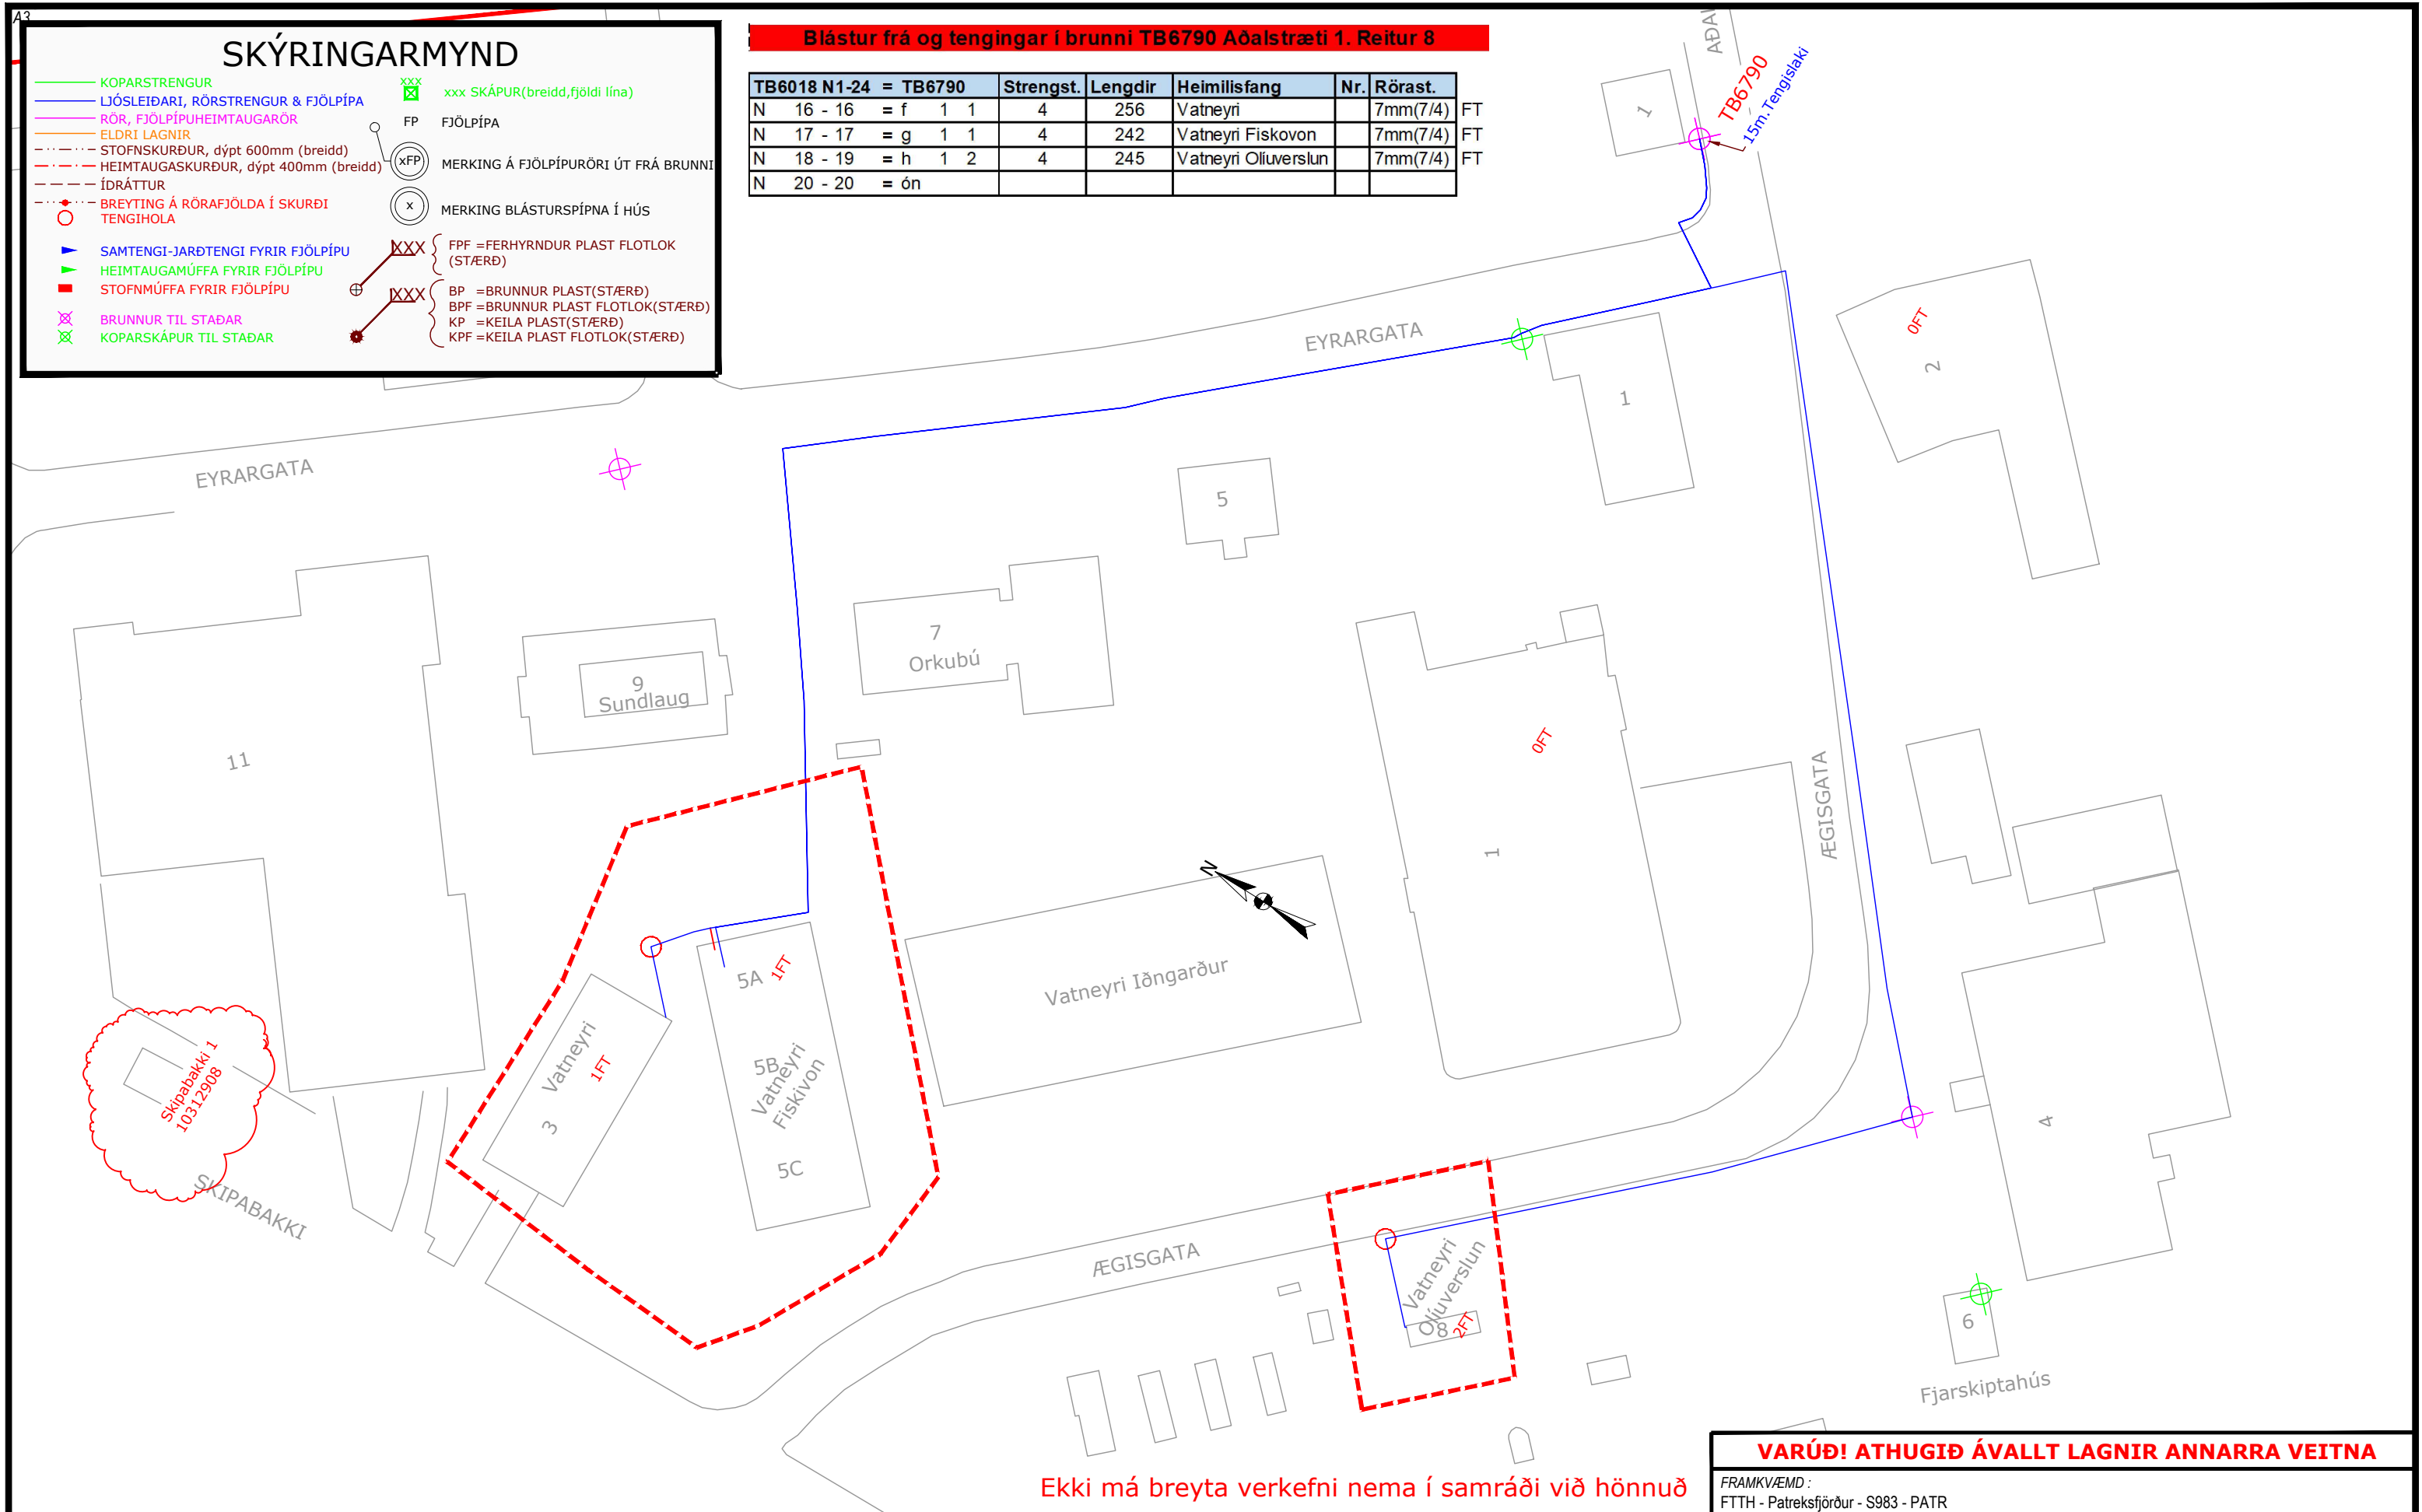 A3
SKÝRINGARMYND
KOPARSTRENGUR
LJÓSLEIÐARI, RÖRSTRENGUR & FJÖLPÍPA
RÖR, FJÖLPÍPUHEIMTAUGARÖR
ELDRI LAGNIR
STOFNSKURÐUR, dýpt 600mm (breidd)
HEIMTAUGASKURÐUR, dýpt 400mm (breidd)
ÍDRÁTTUR
BREYTING Á RÖRAFJÖLDA Í SKURÐI
TENGIHOLA
SAMTENGI-JARÐTENGI FYRIR FJÖLPÍPU
HEIMTAUGAMÚFFA FYRIR FJÖLPÍPU
STOFNMÚFFA FYRIR FJÖLPÍPU
BRUNNUR TIL STAÐAR
KOPARSKÁPUR TIL STAÐAR
XXX
xxx SKÁPUR(breidd,fjöldi lína)
FP FJÖLPÍPA
xFP MERKING Á FJÖLPÍPURÖRI ÚT FRÁ BRUNNI
x MERKING BLÁSTURSPÍPNA Í HÚS
XXX FPF =FERHYRNDUR PLAST FLOTLOK
(STÆRÐ)
XXX BP =BRUNNUR PLAST(STÆRÐ)
BPF =BRUNNUR PLAST FLOTLOK(STÆRÐ)
KP =KEILA PLAST(STÆRÐ)
KPF =KEILA PLAST FLOTLOK(STÆRÐ)
Blástur frá og tengingar í brunni TB6790 Aðalstræti 1. Reitur 8
TB6018 N1-24 = TB6790 Strengst. Lengdir Heimilisfang Nr. Rörast.
N 16 - 16 = f 1 1 4 256 Vatneyri 7mm(7/4) FT
N 17 - 17 = g 1 1 4 242 Vatneyri Fiskovon 7mm(7/4) FT
N 18 - 19 = h 1 2 4 245 Vatneyri Olíuverslun 7mm(7/4) FT
N 20 - 20 = ón
1
TB6790
15m.Tengislaki
EYRARGATA
0FT
2
1
EYRARGATA
5
7
Orkubú
9
Sundlaug
11
0FT
1
ÆGISGATA
N
Vatneyri Iðngarður
5A
1FT
5B
Vatneyri
Fiskivon
5C
Vatneyri
1FT
3
Skipabakki 1
10312908
SKIPABAKKI
ÆGISGATA
Vatneyri
Olíuverslun
8
2FT
4
6
Fjarskiptahús
Ekki má breyta verkefni nema í samráði við hönnuð
VARÚÐ! ATHUGIÐ ÁVALLT LAGNIR ANNARRA VEITNA
FRAMKVÆMD :
FTTH - Patreksfjörður - S983 - PATR